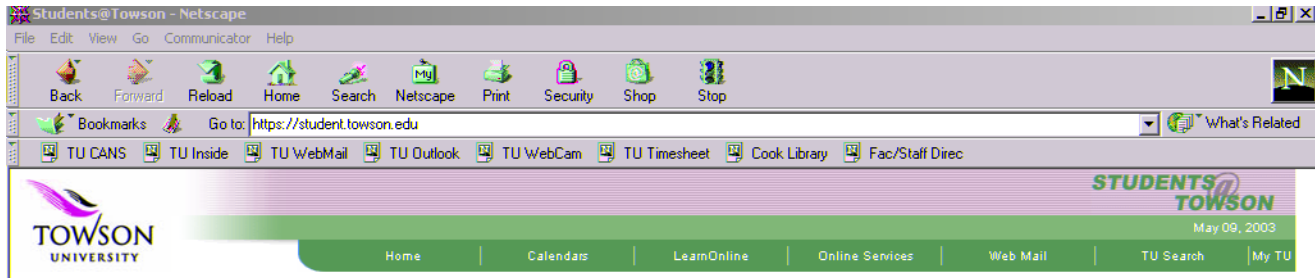 Students@Towson - Netscape
File Edit View Go Communicator Help
My
N
Back Forward Reload Home Search Netscape Print Security Shop Stop
Bookmarks Go to: https://student.towson.edu What's Related
TU CANS TU Inside TU WebMail TU Outlook TU WebCam TU Timesheet Cook Library Fac/Staff Direc
STUDENTS@
TOWSON
TOWSON
UNIVERSITY
May 09, 2003
Home Calendars LearnOnline Online Services Web Mail TU Search My TU